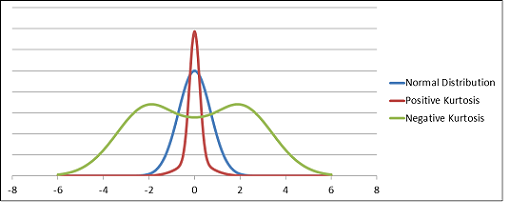 Normal Distribution
Positive Kurtosis
Negative Kurtosis
-8 -6 -4 -2 0 2 4 6 8